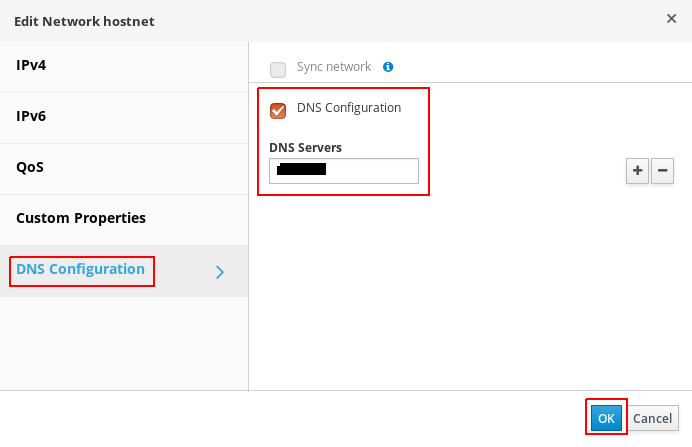 Edit Network hostnet
IPv4
IPv6
QoS
Custom Properties
DNS Configuration
Sync network
DNS Configuration
DNS Servers
OK
Cancel